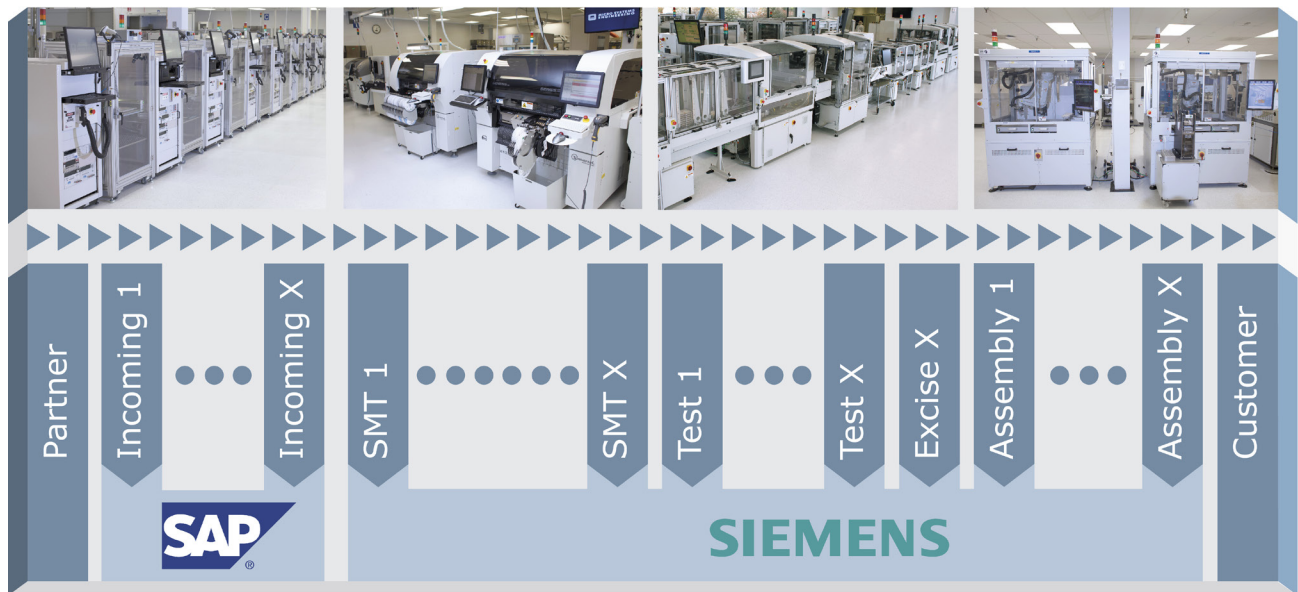 Partner
Incoming 1
Incoming X
SMT 1
SMT X
Test 1
Test X
Excise X
Assembly 1
Assembly X
Customer
SAP®
SIEMENS